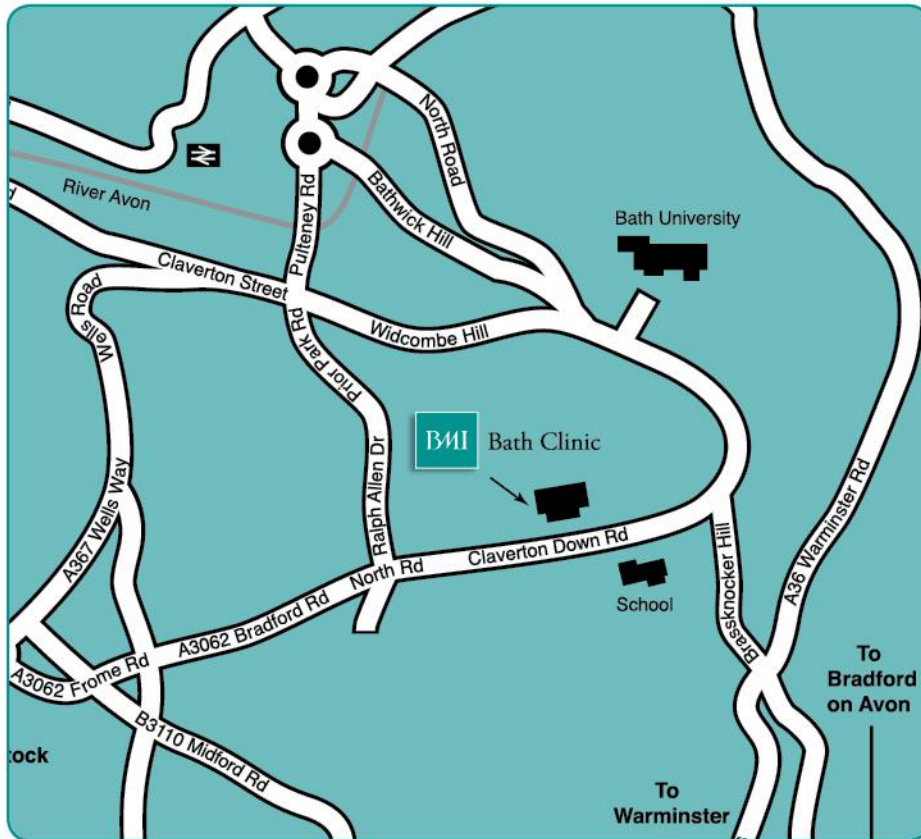 North Road
River Avon
Pulteney Rd
Bathwick Hill
Bath University
Claverton Street
Wells Road
Widcombe Hill
Prior Park Rd
BMI Bath Clinic
Ralph Allen Dr
A367 Wells Way
A36 Warminster Rd
North Rd
Claverton Down Rd
School
Brassknocker Hill
A3062 Bradford Rd
A3062 Frome Rd
To
Bradford
on Avon
B3110 Midford Rd
tock
To
Warminster